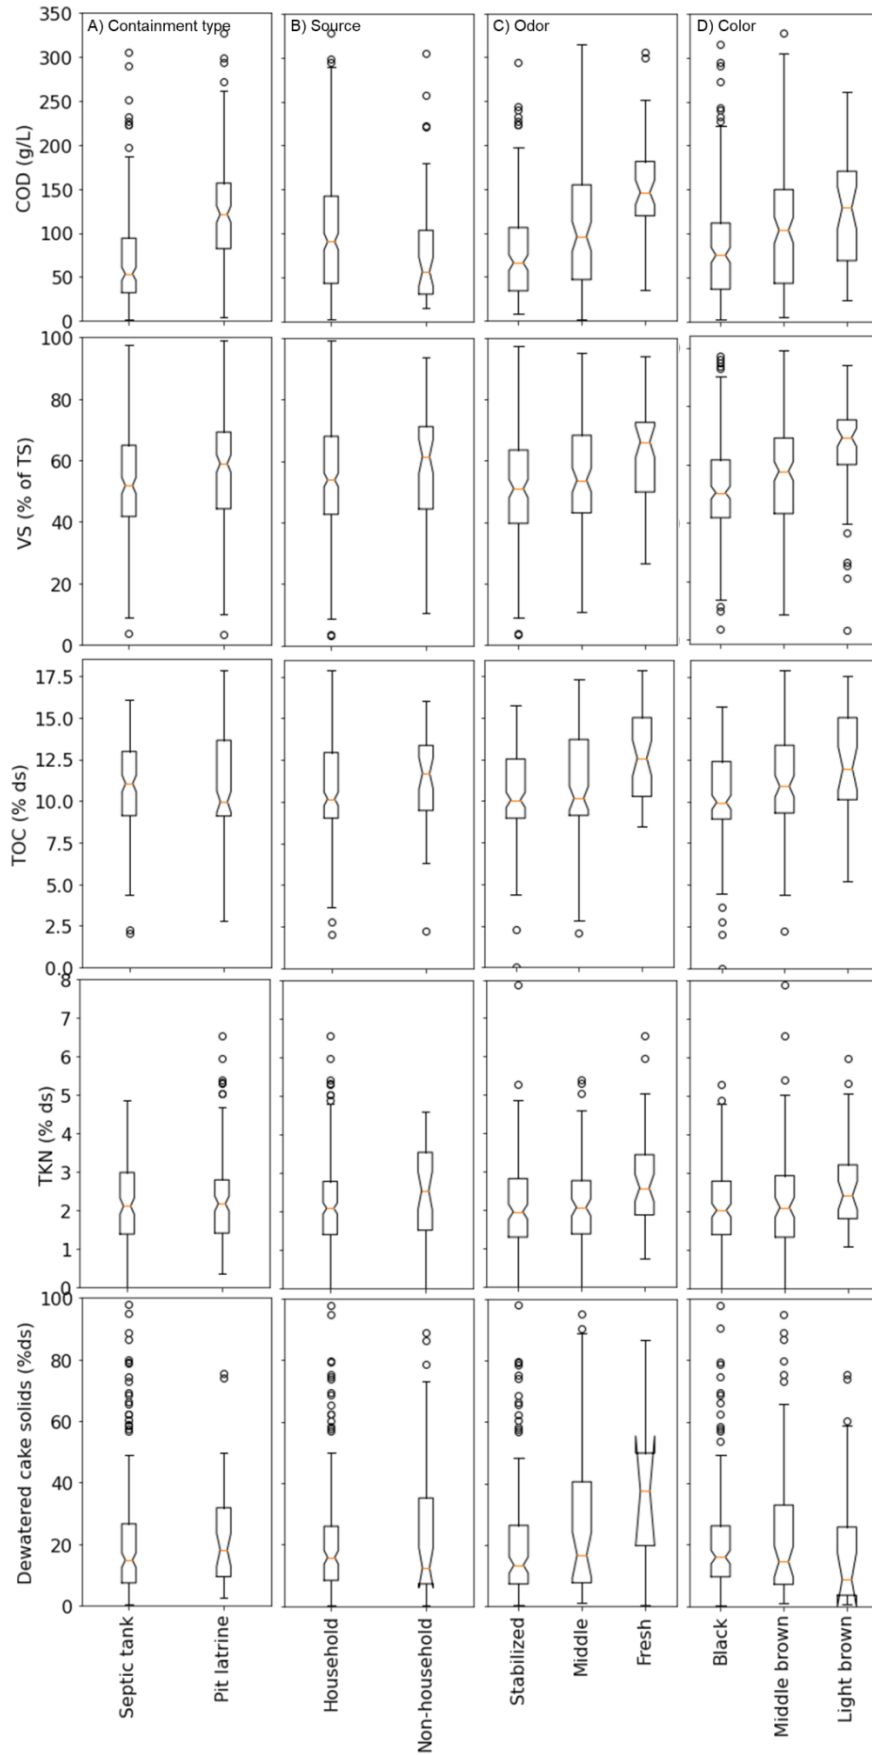 A) Containment type
B) Source
C) Odor
D) Color
COD (g/L)
350
300
250
200
150
100
50
0
VS (% of TS)
100
80
60
40
20
0
TOC (% ds)
17.5
15.0
12.5
10.0
7.5
5.0
2.5
0.0
TKN (% ds)
8
7
6
5
4
3
2
1
0
Dewatered cake solids (%ds)
100
80
60
40
20
0
Septic tank
Pit latrine
Household
Non-household
Stabilized
Middle
Fresh
Black
Middle brown
Light brown